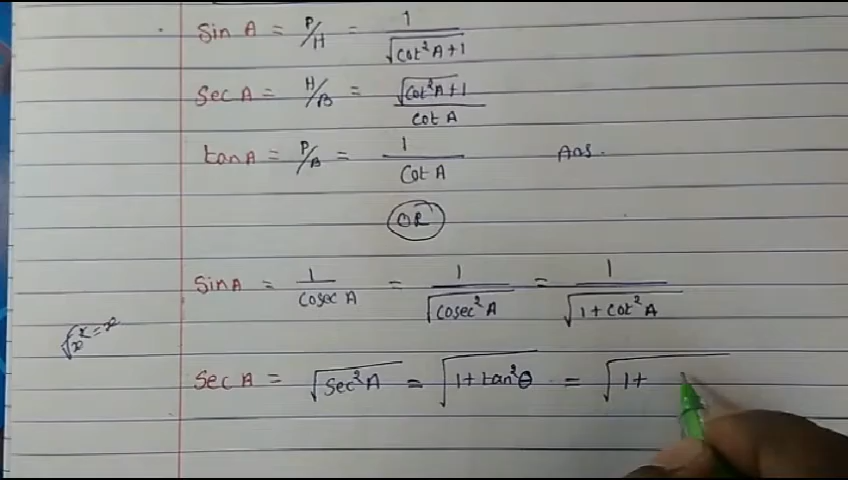 Sin A = P/H = 1/√(cot²A+1)
Sec A = H/B = √(cot²A+1)/cot A
tan A = P/B = 1/cot A Ans.
OR
Sin A = 1/cosec A = 1/√(cosec²A) = 1/√(1+cot²A)
√x² = x
Sec A = √(Sec²A) = √(1+tan²θ) = √(1+